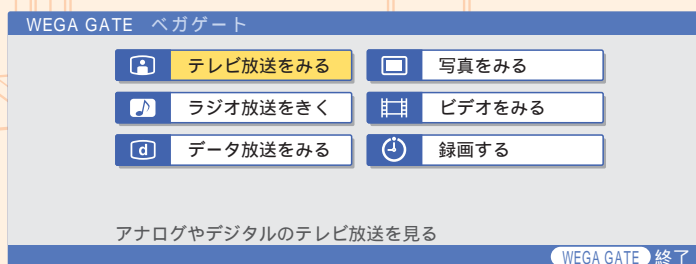 WEGA GATE ベガゲート
テレビ放送をみる 写真をみる
ラジオ放送をきく ビデオをみる
d データ放送をみる 録画する
アナログやデジタルのテレビ放送を見る
WEGA GATE 終了